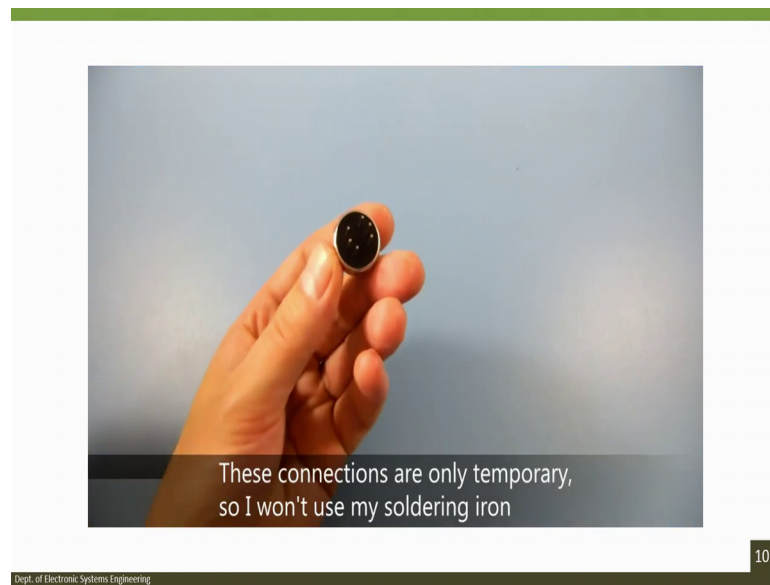 These connections are only temporary,
so I won't use my soldering iron
10
Dept. of Electronic Systems Engineering